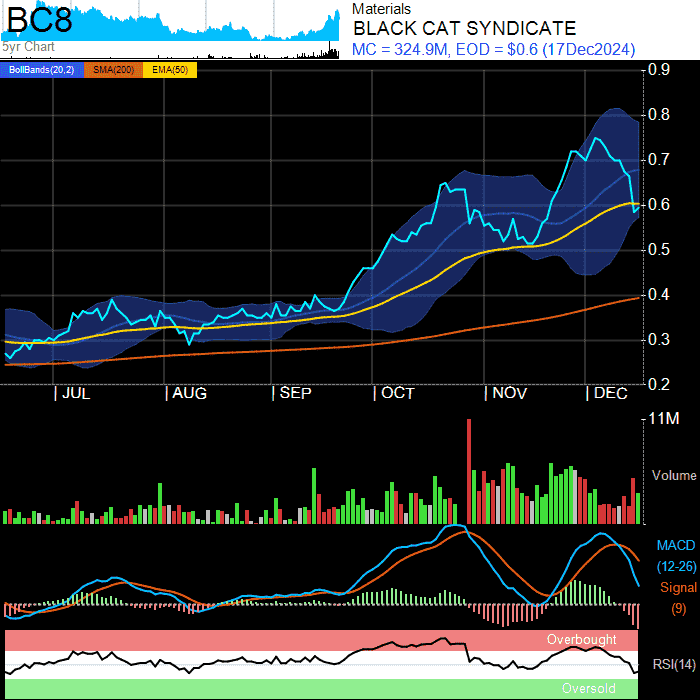 BC8
5yr Chart
Materials
BLACK CAT SYNDICATE
MC = 324.9M, EOD = $0.6 (17Dec2024)
BollBands(20,2) SMA(200) EMA(50)
0.9
0.8
0.7
0.6
0.5
0.4
0.3
0.2
JUL AUG SEP OCT NOV DEC
11M
Volume
MACD
(12-26)
Signal
(9)
Overbought
RSI(14)
Oversold